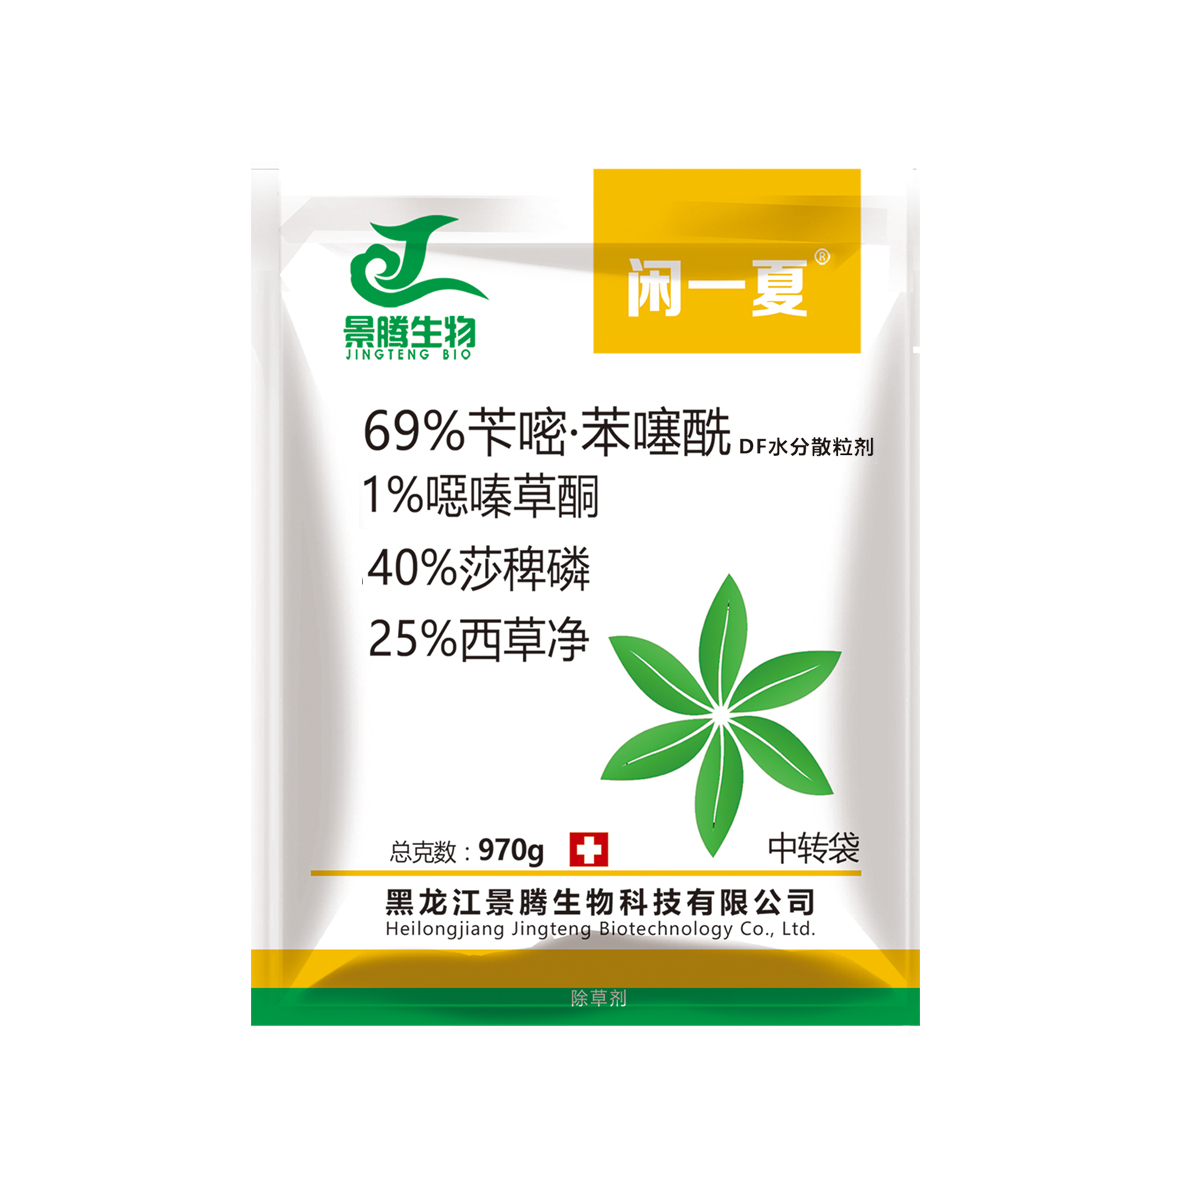 景腾生物
JINGTENG BIO
闲一夏®
69%苄嘧·苯噻酰 DF水分散粒剂
1%噁嗪草酮
40%莎稗磷
25%西草净
总克数：970g
中转袋
黑龙江景腾生物科技有限公司
Heilongjiang Jingteng Biotechnology Co., Ltd.
除草剂